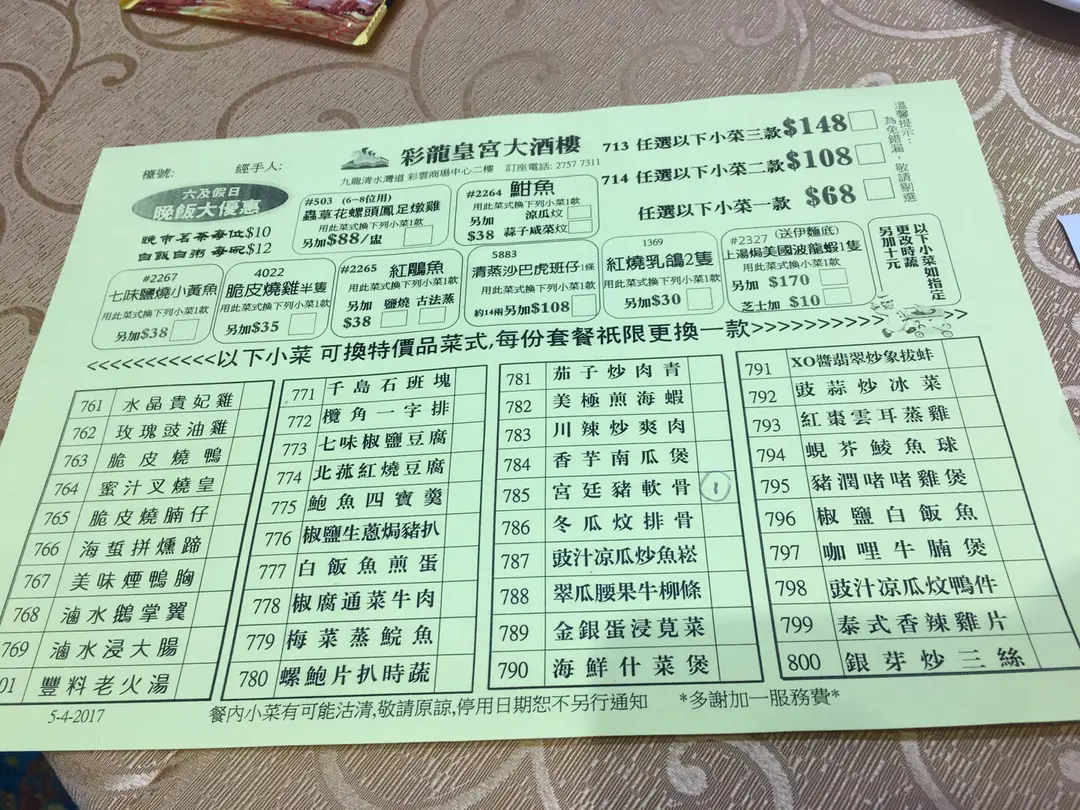 檯號:
經手人:
彩龍皇宮大酒樓
九龍清水灣道 彩雲商場中心二樓 訂座電話: 2757 7311
713 任選以下小菜三款$148
714 任選以下小菜二款$108
任選以下小菜一款 $68
溫馨提示:
為免錯漏,敬請剔選
六及假日
晚飯大優惠
晚市茗茶每位$10
白飯白粥 每碗$12
#503 (6-8位用)
蟲草花螺頭鳳足燉雞
用此菜式換下列小菜1款
另加$88/盅
#2264 鮙魚
用此菜式換下列小菜1款
另加 涼瓜炆
$38 蒜子咸菜炆
#2267
七味鹽燒小黃魚
用此菜式換下列小菜1款
另加$38
4022
脆皮燒雞半隻
用此菜式換下列小菜1款
另加$35
#2265 紅鵰魚
用此菜式換下列小菜1款
另加 鹽燒 古法蒸
$38
5883
清蒸沙巴虎班仔1條
用此菜式換下列小菜1款
約14兩另加$108
1369
紅燒乳鴿2隻
用此菜式換下列小菜1款
另加$30
#2327 (送伊麵底)
上湯焗美國波龍蝦1隻
用此菜式換小菜1款
另加 $170
芝士加 $10
以下小菜如指定
更改時蔬
另加十元
<<<<<<<<<<<以下小菜 可換特價品菜式,每份套餐祇限更換一款>>>>>>>>>>>
761 水晶貴妃雞
762 玫瑰豉油雞
763 脆皮燒鴨
764 蜜汁叉燒皇
765 脆皮燒腩仔
766 海蜇拼燻蹄
767 美味煙鴨胸
768 滷水鵝掌翼
769 滷水浸大腸
01 豐料老火湯
771 千島石班塊
772 欖角一字排
773 七味椒鹽豆腐
774 北菰紅燒豆腐
775 鮑魚四寶羹
776 椒鹽生蔥焗豬扒
777 白飯魚煎蛋
778 椒腐通菜牛肉
779 梅菜蒸鯇魚
780 螺鮑片扒時蔬
781 茄子炒肉青
782 美極煎海蝦
783 川辣炒爽肉
784 香芋南瓜煲
785 宮廷豬軟骨 1
786 冬瓜炆排骨
787 豉汁凉瓜炒魚崧
788 翠瓜腰果牛柳條
789 金銀蛋浸莧菜
790 海鮮什菜煲
791 XO醬翡翠炒象拔蚌
792 豉蒜炒冰菜
793 紅棗雲耳蒸雞
794 蜆芥鯪魚球
795 豬潤啫啫雞煲
796 椒鹽白飯魚
797 咖哩牛腩煲
798 豉汁凉瓜炆鴨件
799 泰式香辣雞片
800 銀芽炒三絲
5-4-2017
餐內小菜有可能沽清,敬請原諒,停用日期恕不另行通知 *多謝加一服務費*